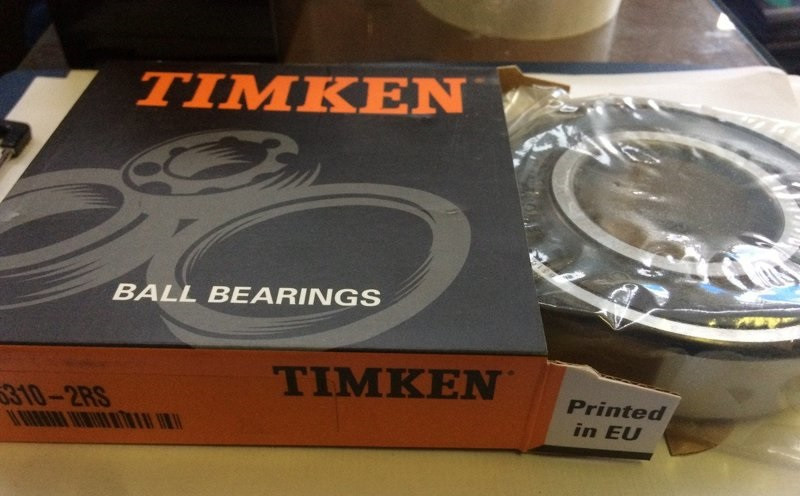 TIMKEN
BALL BEARINGS
6310-2RS
TIMKEN
Printed
in EU